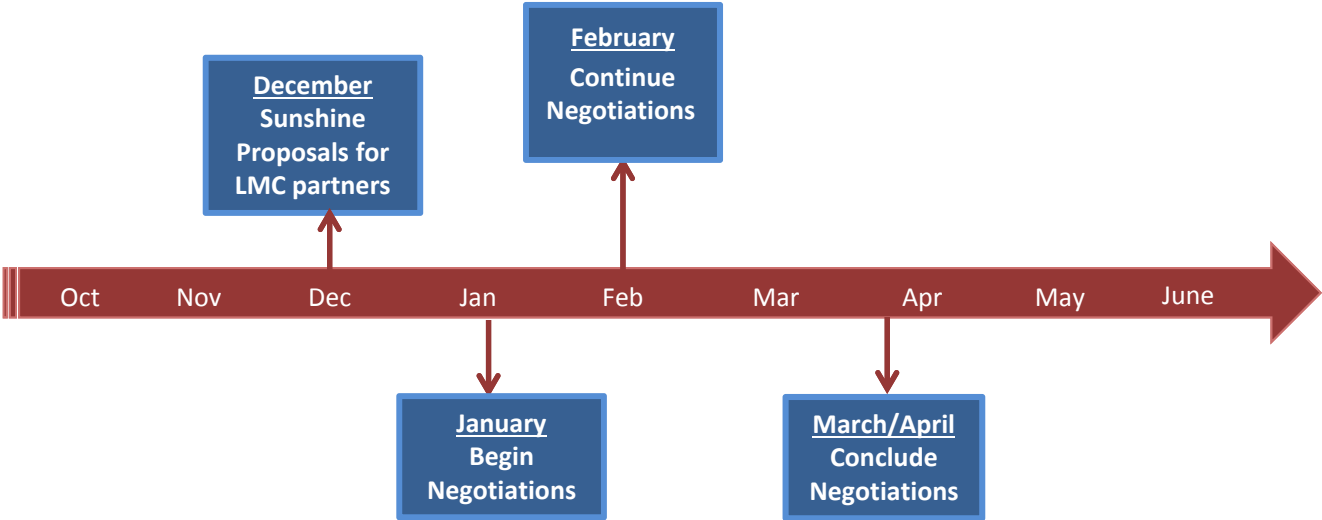 February
Continue
Negotiations
December
Sunshine
Proposals for
LMC partners
Oct Nov Dec Jan Feb Mar Apr May June
January
Begin
Negotiations
March/April
Conclude
Negotiations